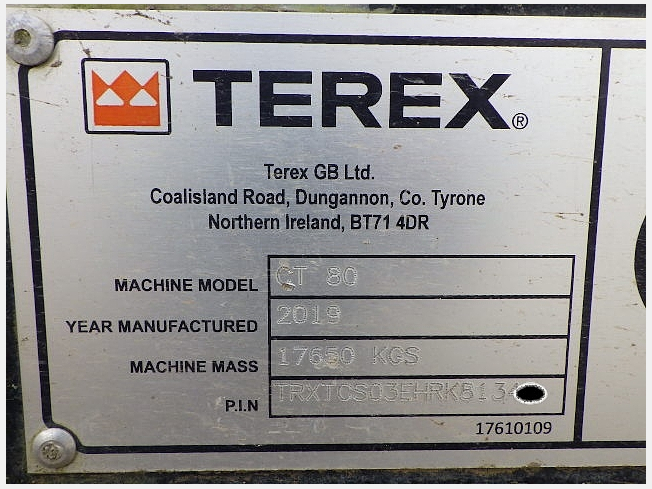 TEREX®
Terex GB Ltd.
Coalisland Road, Dungannon, Co. Tyrone
Northern Ireland, BT71 4DR
MACHINE MODEL CT 80
YEAR MANUFACTURED 2019
MACHINE MASS 17650 KGS
P.I.N
17610109